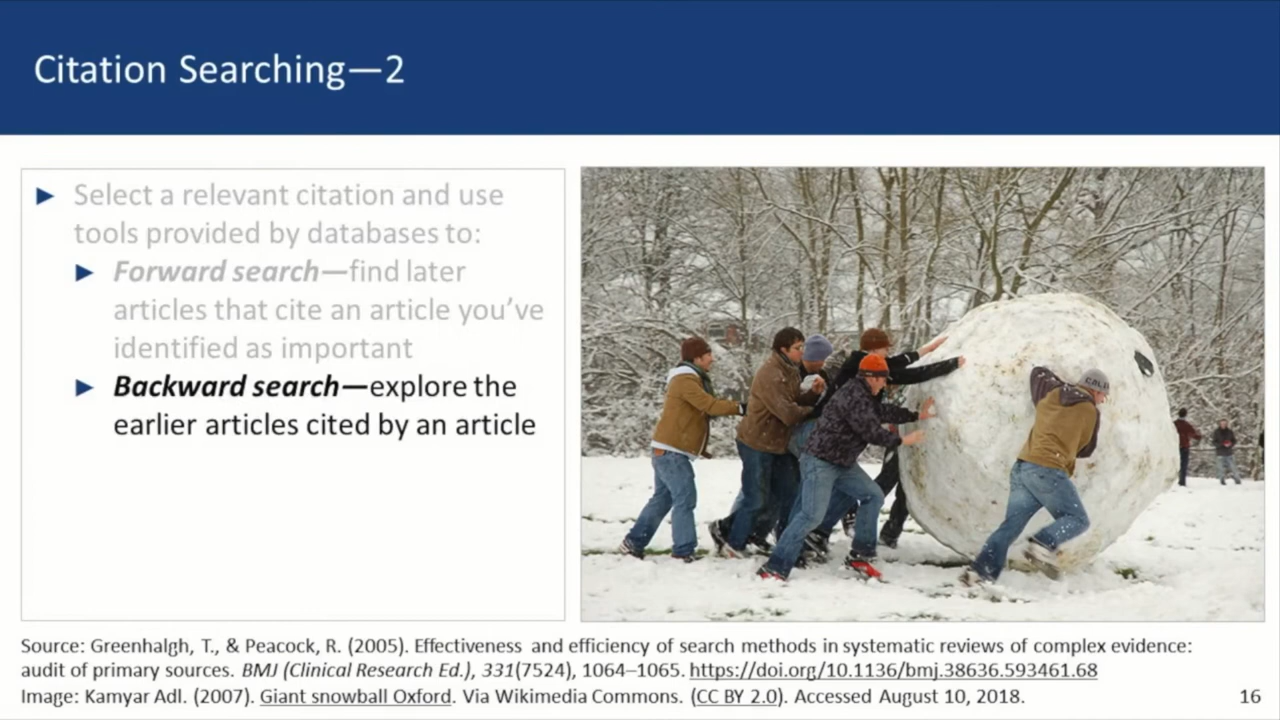 Citation Searching—2
► Select a relevant citation and use
tools provided by databases to:
► Forward search—find later
articles that cite an article you’ve
identified as important
► Backward search—explore the
earlier articles cited by an article
Source: Greenhalgh, T., & Peacock, R. (2005). Effectiveness and efficiency of search methods in systematic reviews of complex evidence:
audit of primary sources. BMJ (Clinical Research Ed.), 331(7524), 1064–1065. https://doi.org/10.1136/bmj.38636.593461.68
Image: Kamyar Adl. (2007). Giant snowball Oxford. Via Wikimedia Commons. (CC BY 2.0). Accessed August 10, 2018.
16